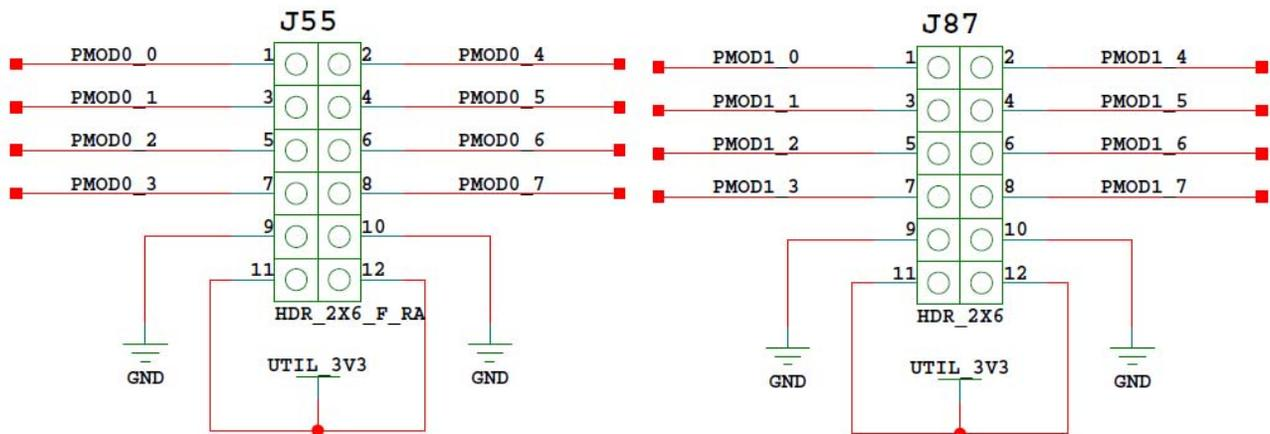 J55
PMOD0_0 1 2 PMOD0_4
PMOD0_1 3 4 PMOD0_5
PMOD0_2 5 6 PMOD0_6
PMOD0_3 7 8 PMOD0_7
9 10
11 12
HDR_2X6_F_RA
UTIL_3V3
GND GND
J87
PMOD1_0 1 2 PMOD1_4
PMOD1_1 3 4 PMOD1_5
PMOD1_2 5 6 PMOD1_6
PMOD1_3 7 8 PMOD1_7
9 10
11 12
HDR_2X6
UTIL_3V3
GND GND